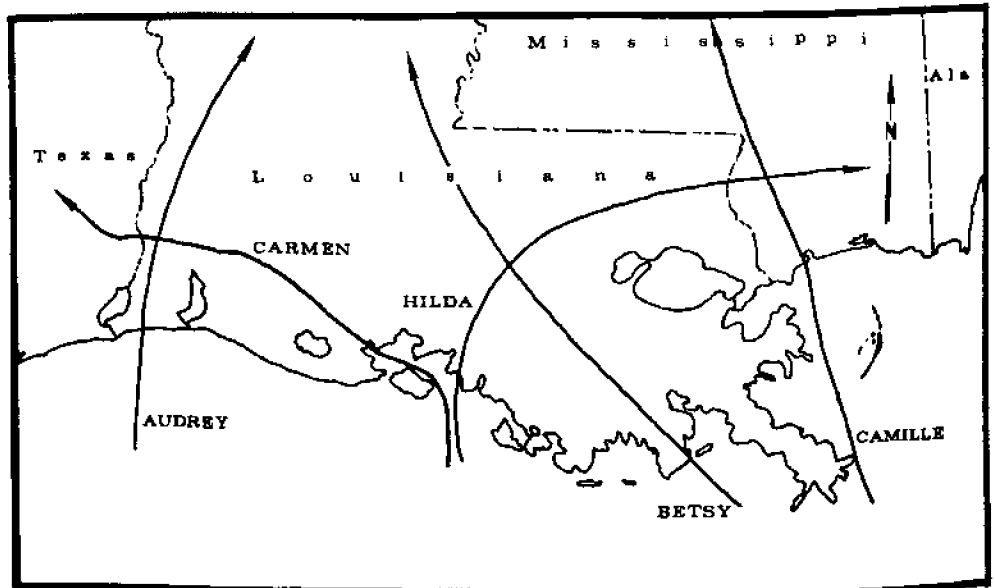 Mississippi
Ala
N
Texas
Louisiana
CARMEN
HILDA
AUDREY
CAMILLE
BETSY